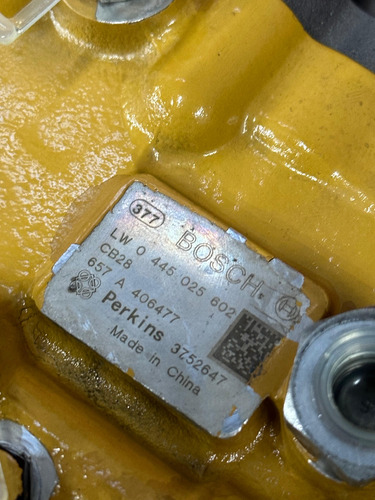 377 BOSCH
LW 0 445 025 602
CB28
657 A 406477
Perkins 3752647
Made in China